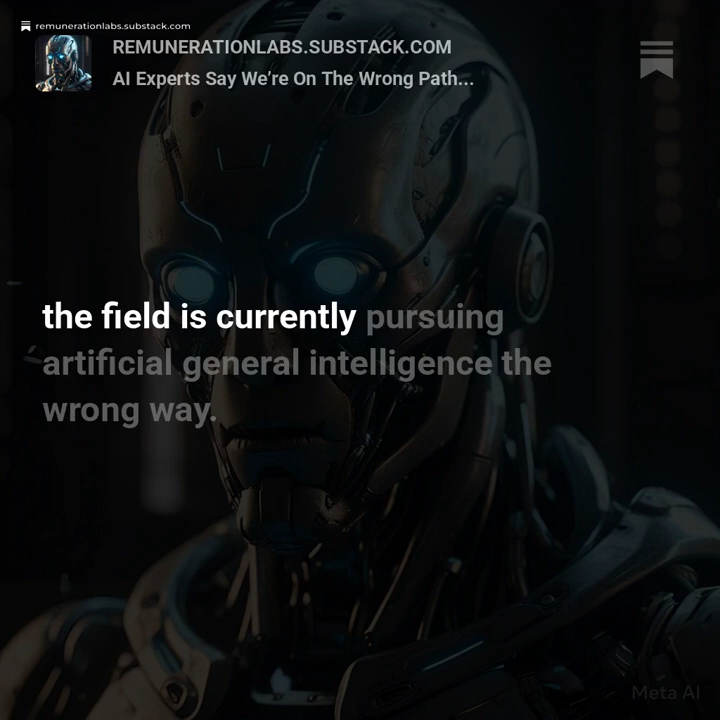 remunerationlabs.substack.com
REMUNERATIONLABS.SUBSTACK.COM
AI Experts Say We’re On The Wrong Path...
the field is currently pursuing
artificial general intelligence the
wrong way.
Meta AI